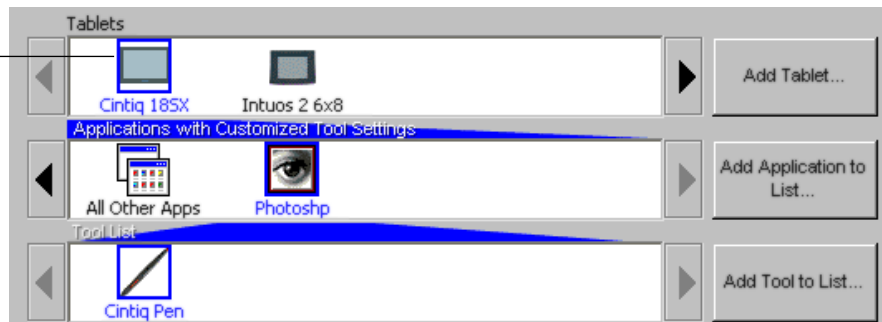 Tablets
Cintiq 18SX
Intuos 2 6x8
Add Tablet...
Applications with Customized Tool Settings
All Other Apps
Photoshp
Add Application to
List...
Tool List
Cintiq Pen
Add Tool to List...